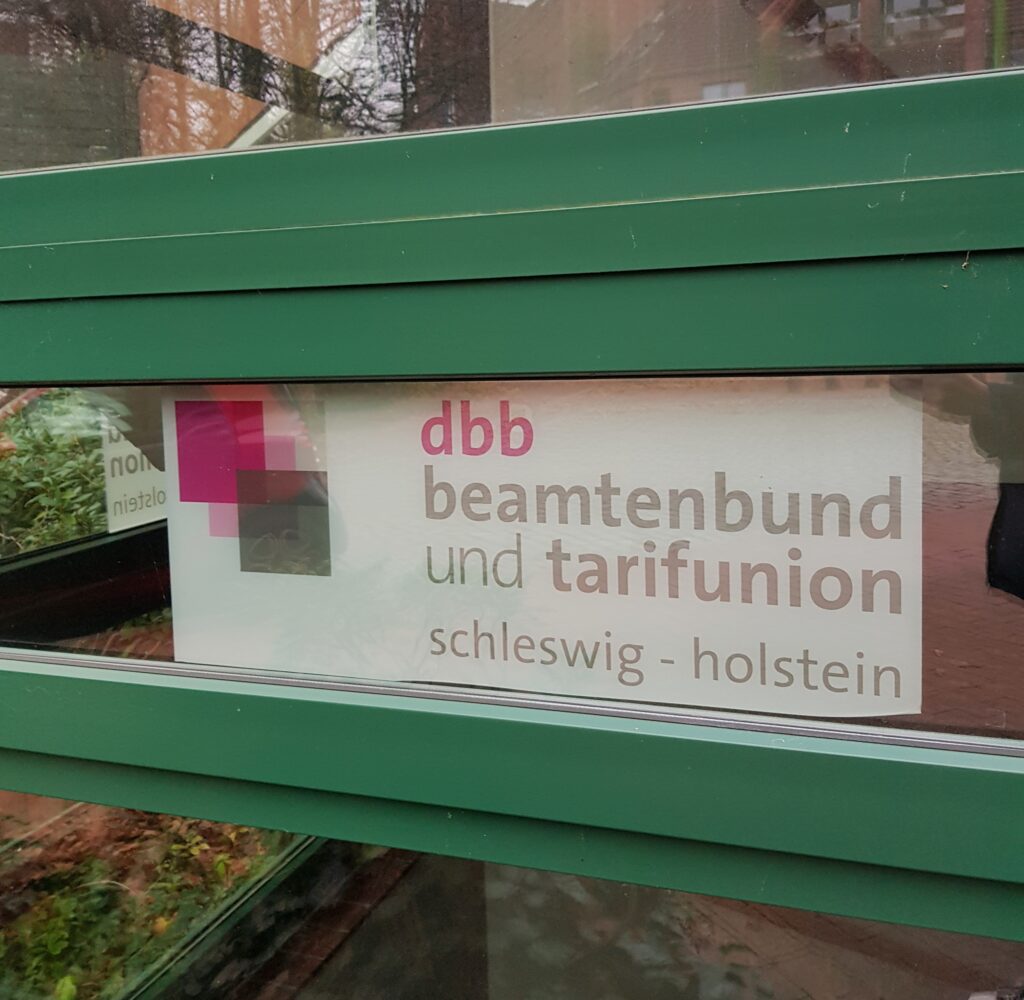 dbb
beamtenbund
und tarifunion
schleswig - holstein